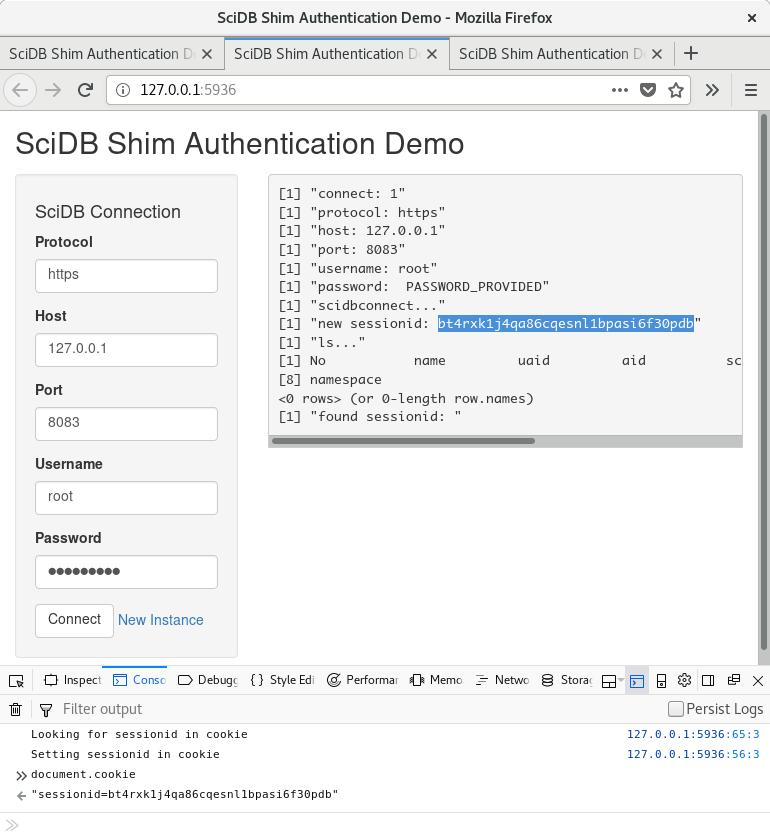 SciDB Shim Authentication Demo - Mozilla Firefox
SciDB Shim Authentication D SciDB Shim Authentication D SciDB Shim Authentication D
127.0.0.1:5936
SciDB Shim Authentication Demo
SciDB Connection
Protocol
https
Host
127.0.0.1
Port
8083
Username
root
Password
●●●●●●●●●
Connect New Instance
[1] "connect: 1"
[1] "protocol: https"
[1] "host: 127.0.0.1"
[1] "port: 8083"
[1] "username: root"
[1] "password:  PASSWORD_PROVIDED"
[1] "scidbconnect..."
[1] "new sessionid: bt4rxk1j4qa86cqesnl1bpasi6f30pdb"
[1] "ls..."
[1] No name uaid aid sc
[8] namespace
<0 rows> (or 0-length row.names)
[1] "found sessionid: "
Inspect Conso Debugg { } Style Edi Performar Memo Netwo Storag
Filter output Persist Logs
Looking for sessionid in cookie 127.0.0.1:5936:65:3
Setting sessionid in cookie 127.0.0.1:5936:56:3
document.cookie
"sessionid=bt4rxk1j4qa86cqesnl1bpasi6f30pdb"